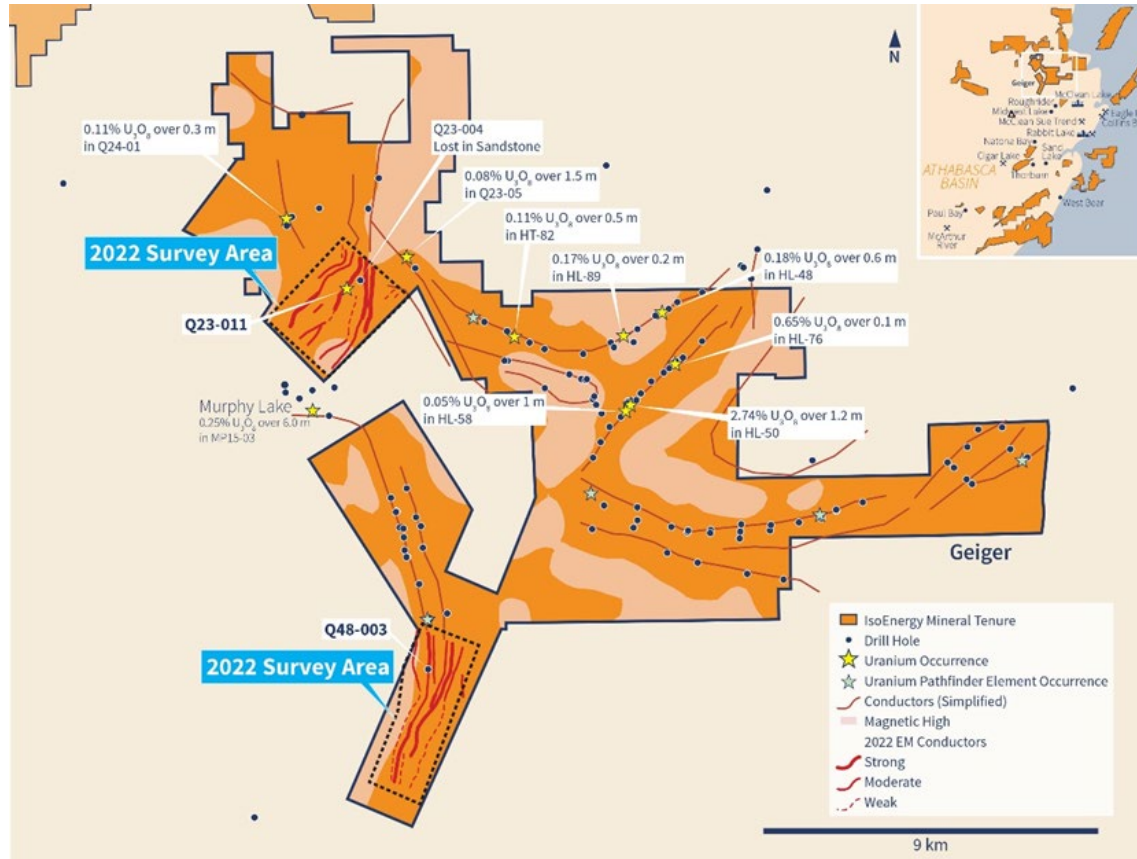 N
0.11% U₃O₈ over 0.3 m
in Q24-01
Q23-004
Lost in Sandstone
0.08% U₃O₈ over 1.5 m
in Q23-05
0.11% U₃O₈ over 0.5 m
in HT-82
0.17% U₃O₈ over 0.2 m
in HL-89
0.18% U₃O₈ over 0.6 m
in HL-48
0.65% U₃O₈ over 0.1 m
in HL-76
2022 Survey Area
Q23-011
Murphy Lake
0.25% U₃O₈ over 6.0 m
in MP15-03
0.05% U₃O₈ over 1 m
in HL-58
2.74% U₃O₈ over 1.2 m
in HL-50
Geiger
Q48-003
2022 Survey Area
IsoEnergy Mineral Tenure
Drill Hole
Uranium Occurrence
Uranium Pathfinder Element Occurrence
Conductors (Simplified)
Magnetic High
2022 EM Conductors
Strong
Moderate
Weak
9 km
Geiger
McClean Lake
Roughrider
Midwest Lake
McClean Sue Trend
Eagle
Collins B
Rabbit Lake
Natona Bay
Sand
Lake
Cigar Lake
Thorburn
ATHABASCA
BASIN
West Bear
Paul Bay
McArthur
River